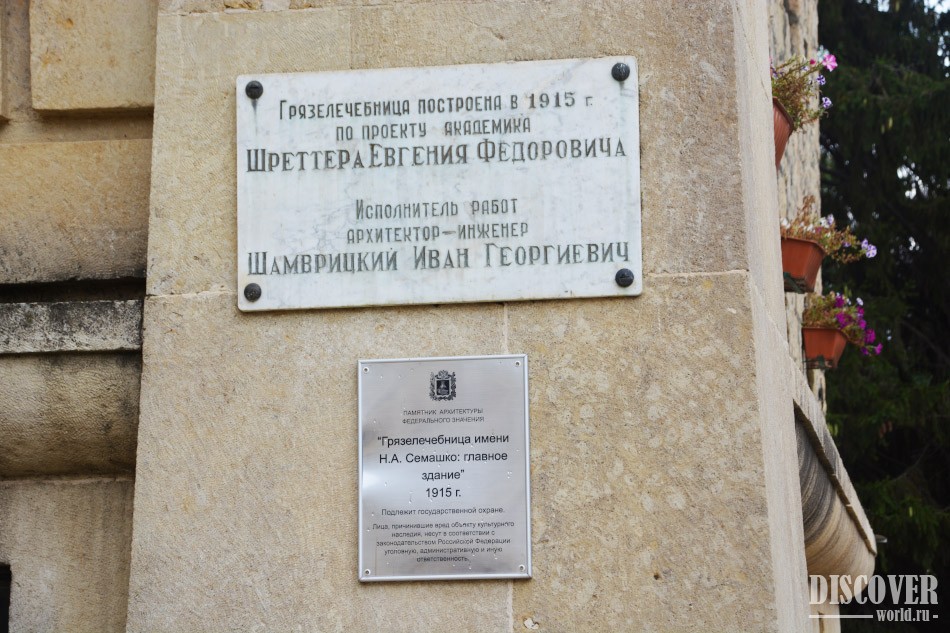 Грязелечебница построена в 1915 г.
по проекту академика
Шреттера Евгения Федоровича
Исполнитель работ
архитектор-инженер
Шамврицкий Иван Георгиевич
ПАМЯТНИК АРХИТЕКТУРЫ
ФЕДЕРАЛЬНОГО ЗНАЧЕНИЯ
"Грязелечебница имени
Н.А. Семашко: главное
здание"
1915 г.
Подлежит государственной охране.
Лица, причинившие вред объекту культурного
наследия, несут в соответствии с
законодательством Российской Федерации
уголовную, административную и иную
ответственность.
DISCOVER
world.ru